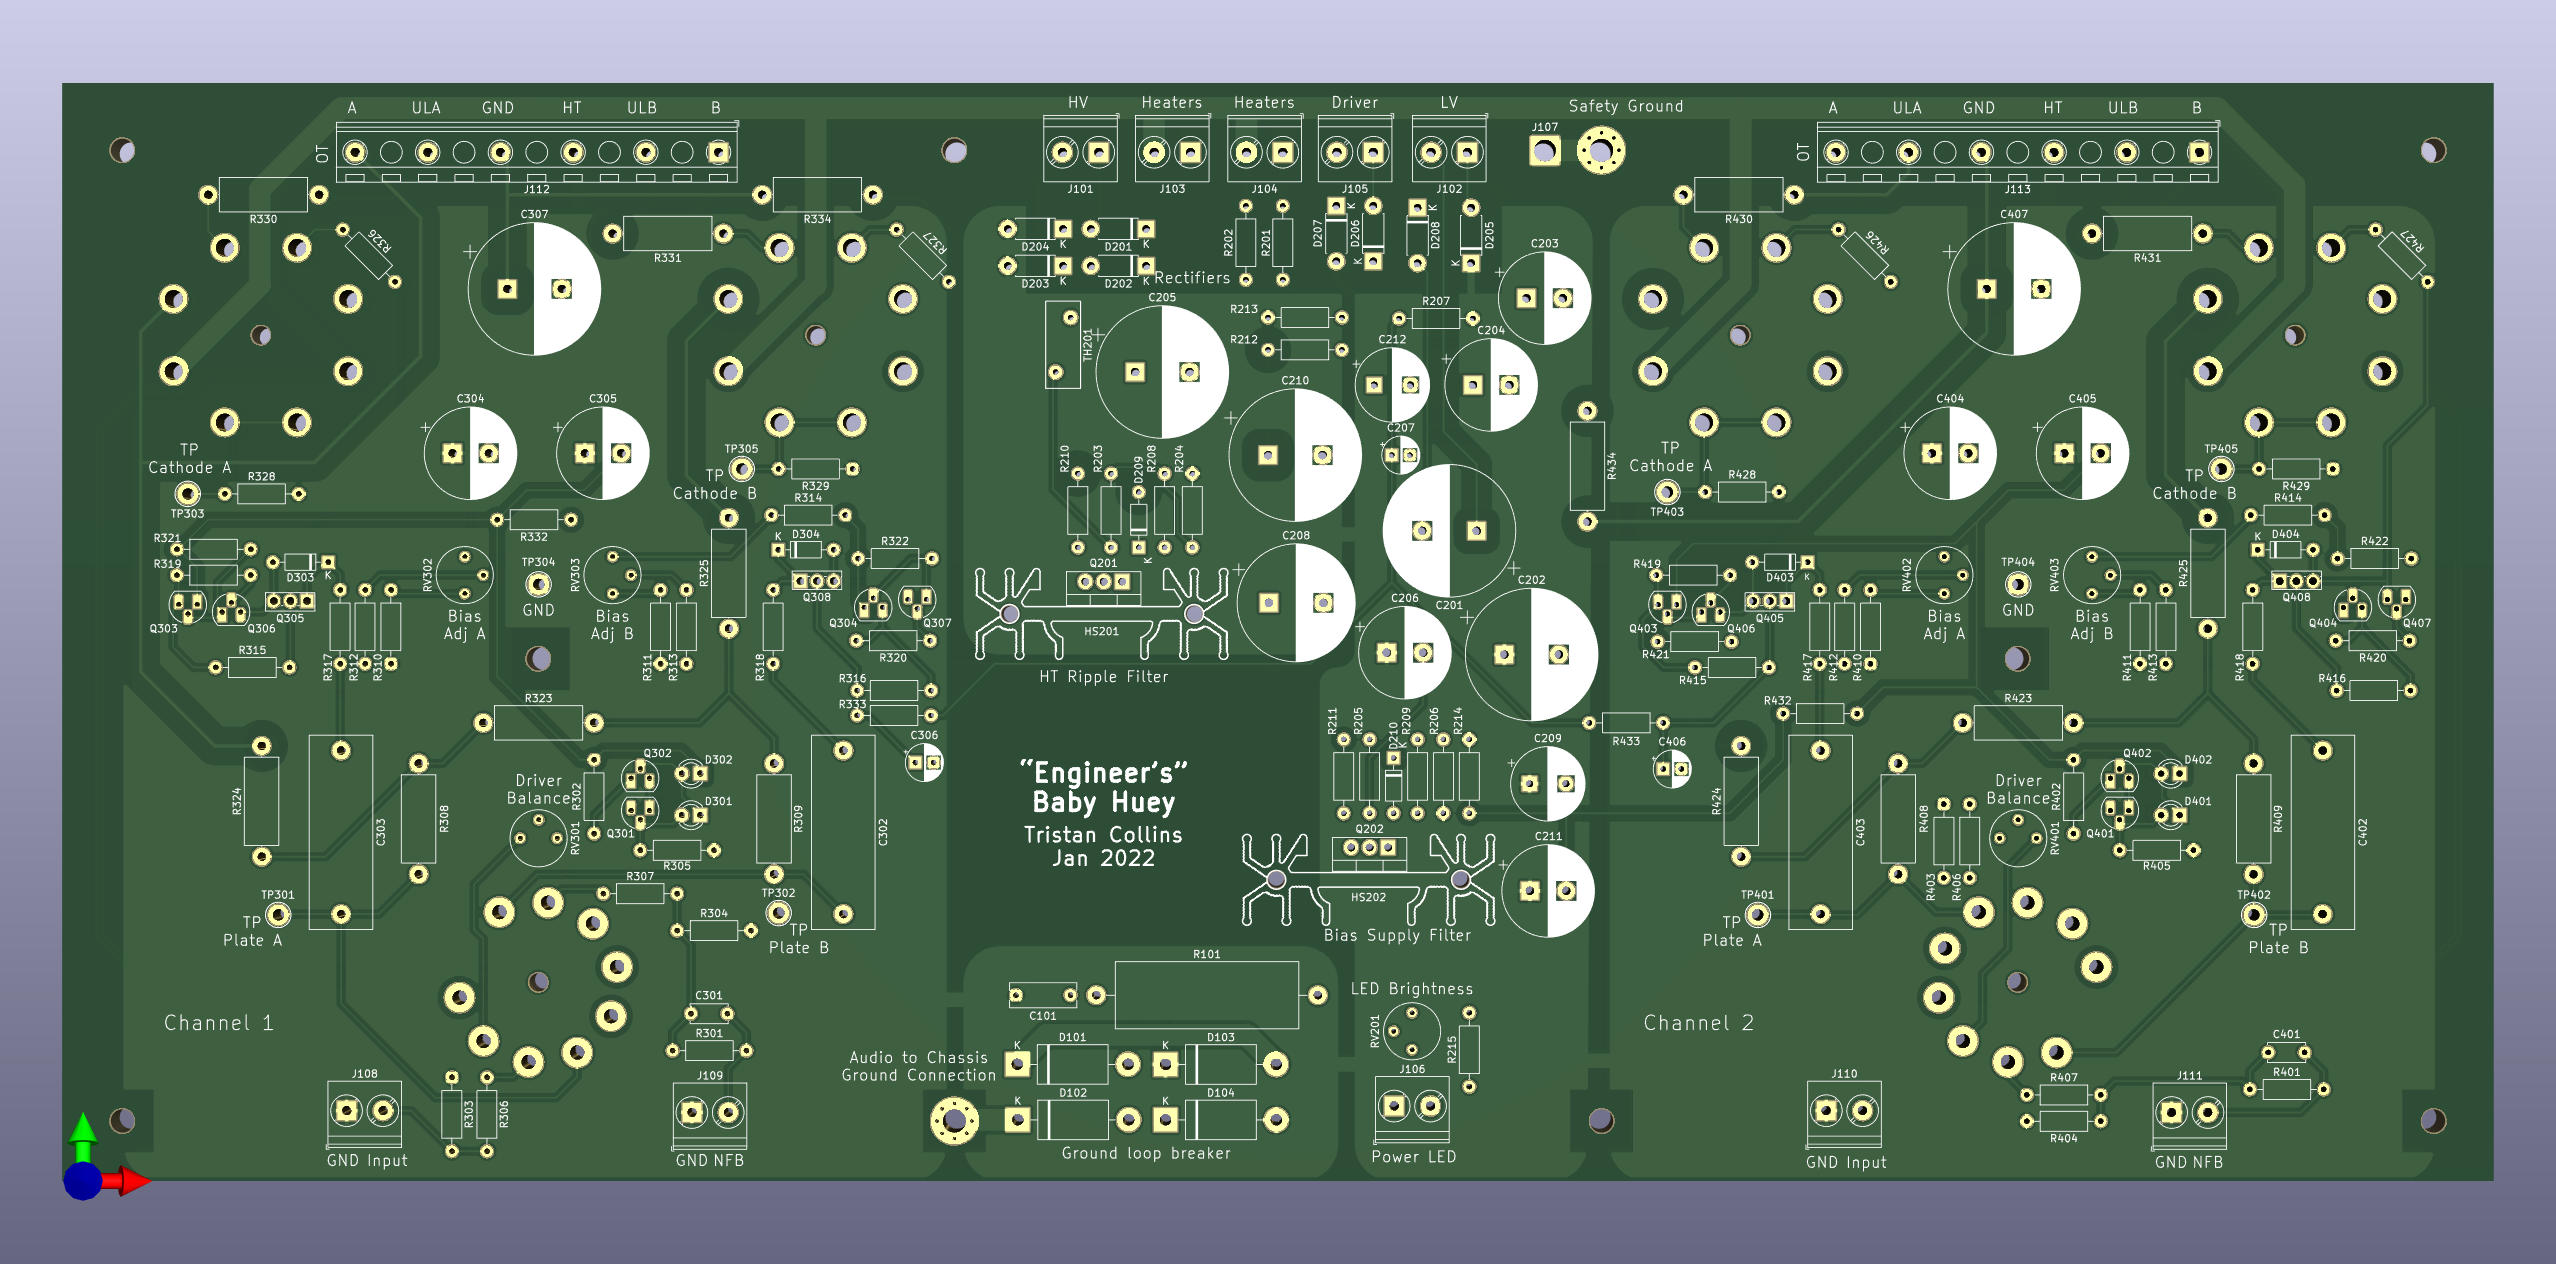 A ULA GND HT ULB B
OT
J112
HV Heaters Heaters Driver LV
J101 J103 J104 J105 J102
Safety Ground
J107
A ULA GND HT ULB B
OT
J113
R330 R326 C307 R331 R334 R327
D204 D201 K K
D203 D202 K K
Rectifiers
R202 R201 D207 K D206 K K D208 D205 K
C203
R430 R426 C407 R431 R427
TH201 C205 R213 R212 R207 C212 C204 C210 C207
C304 C305
TP
Cathode A
TP303
R328
TP305
TP
Cathode B
R329
R314
R332
R210 R203 D209 K R208 R204
Q201
HS201
HT Ripple Filter
C208 C201 C202 C206
R434
TP
Cathode A
TP403
R428
C404 C405
TP405
TP
Cathode B
R429
R414
R321
R319
D303 K
Q303 Q306 Q305
R315
R317 R312 R310
RV302
Bias
Adj A
TP304
GND
RV303
Bias
Adj B
R311 R313
R325
K
D304
Q308
R318
R322
Q304 Q307
R320
R316
R333
C306
R419
D403 K
Q403 Q406 Q405
R421
R415
R417 R412 R410
RV402
Bias
Adj A
TP404
GND
RV403
Bias
Adj B
R411 R413
R425
K
D404
Q408
R418
R422
Q404 Q407
R420
R416
R323
R324
C303
R308
Driver
Balance
RV301
R302
Q302 D302
Q301 D301
R305
R309
C302
R307
R304
TP301
TP
Plate A
TP302
TP
Plate B
"Engineer's"
Baby Huey
Tristan Collins
Jan 2022
R211 R205 D210 K R209 R206 R214
Q202
HS202
Bias Supply Filter
C209
C211
R433
C406
R432
R424
C403
R408
R403 R406
R423
Driver
Balance
RV401
R402
Q402 D402
Q401 D401
R405
R409
C402
TP401
TP
Plate A
TP402
TP
Plate B
Channel 1
C301
R301
J108
GND Input
R303 R306
J109
GND NFB
R101
C101
Audio to Chassis
Ground Connection
K D101 K D103
K D102 K D104
Ground loop breaker
LED Brightness
RV201
R215
J106
Power LED
Channel 2
J110
GND Input
R407
R404
J111
GND NFB
C401
R401